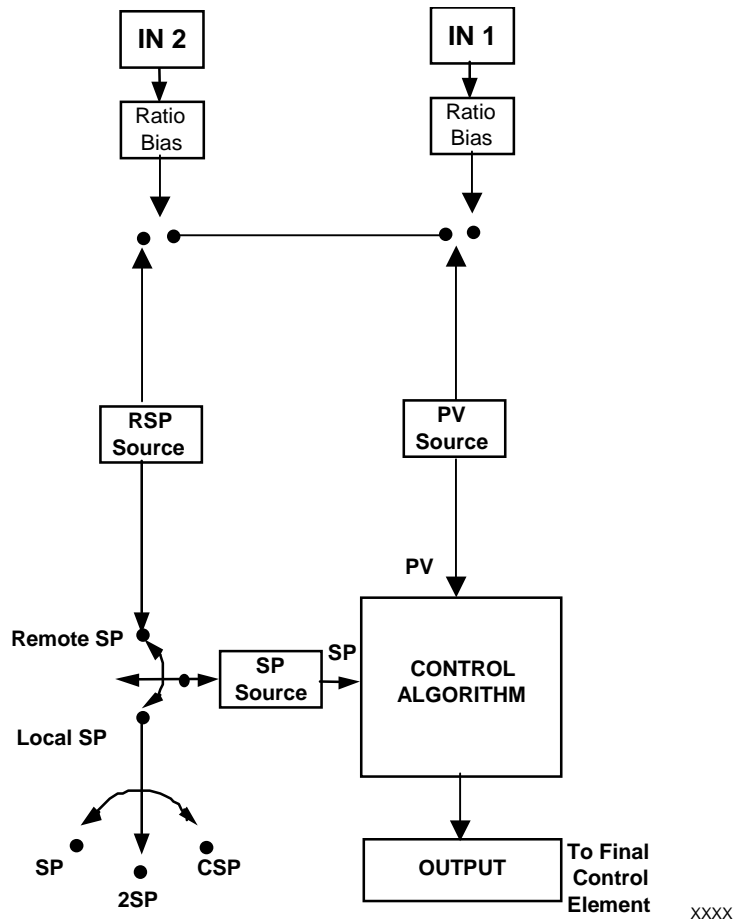 IN 2
IN 1
Ratio
Bias
Ratio
Bias
RSP
Source
PV
Source
PV
Remote SP
SP
Source
SP
CONTROL
ALGORITHM
Local SP
SP
2SP
CSP
OUTPUT
To Final
Control
Element
XXXX